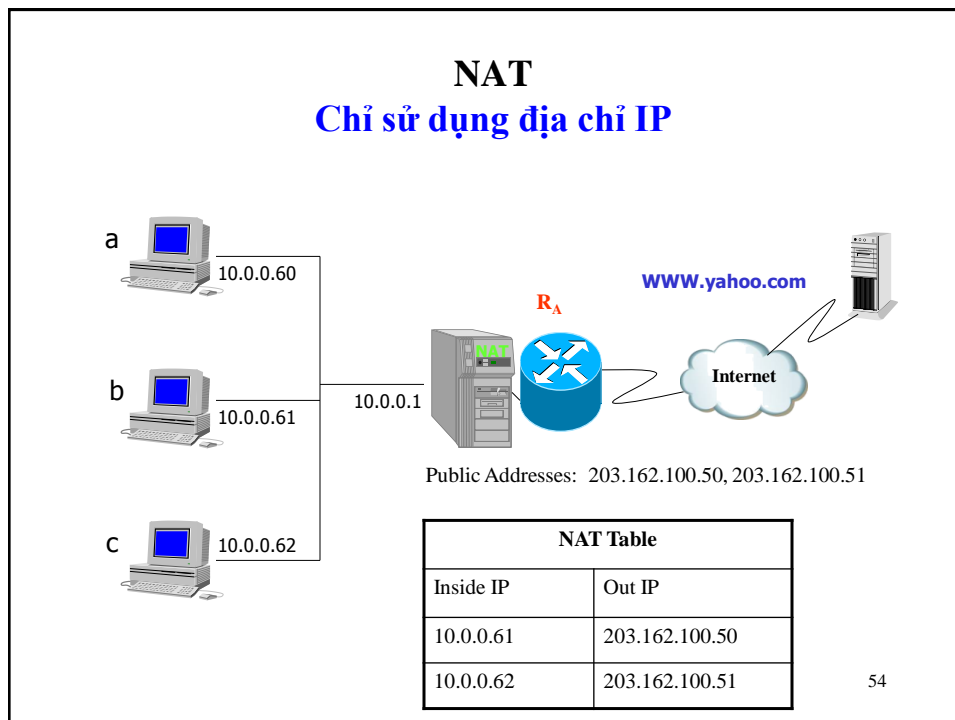 NAT
Chỉ sử dụng địa chỉ IP
a
10.0.0.60
WWW.yahoo.com
RA
NAT
Internet
b
10.0.0.61
10.0.0.1
Public Addresses: 203.162.100.50, 203.162.100.51
c
10.0.0.62
NAT Table
Inside IP
Out IP
10.0.0.61
203.162.100.50
10.0.0.62
203.162.100.51
54